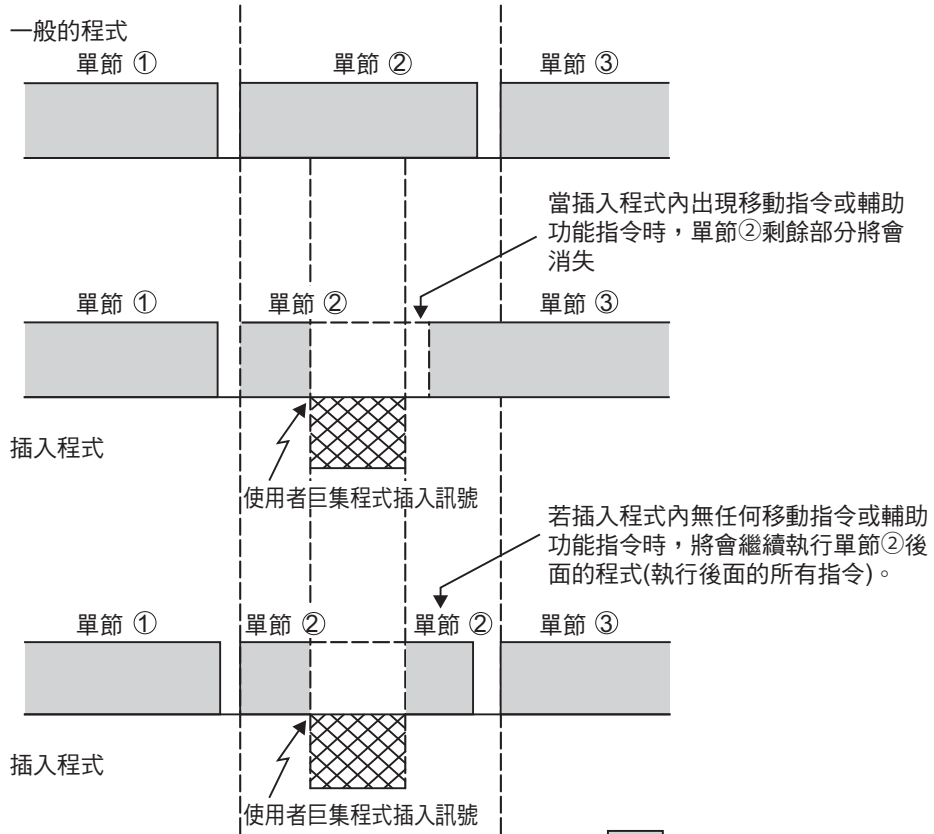 一般的程式
單節 ①
單節 ②
單節 ③
當插入程式內出現移動指令或輔助
功能指令時，單節②剩餘部分將會
消失
單節 ①
單節 ②
單節 ③
插入程式
使用者巨集程式插入訊號
若插入程式內無任何移動指令或輔助
功能指令時，將會繼續執行單節②後
面的程式(執行後面的所有指令)。
單節 ①
單節 ②
單節 ②
單節 ③
插入程式
使用者巨集程式插入訊號